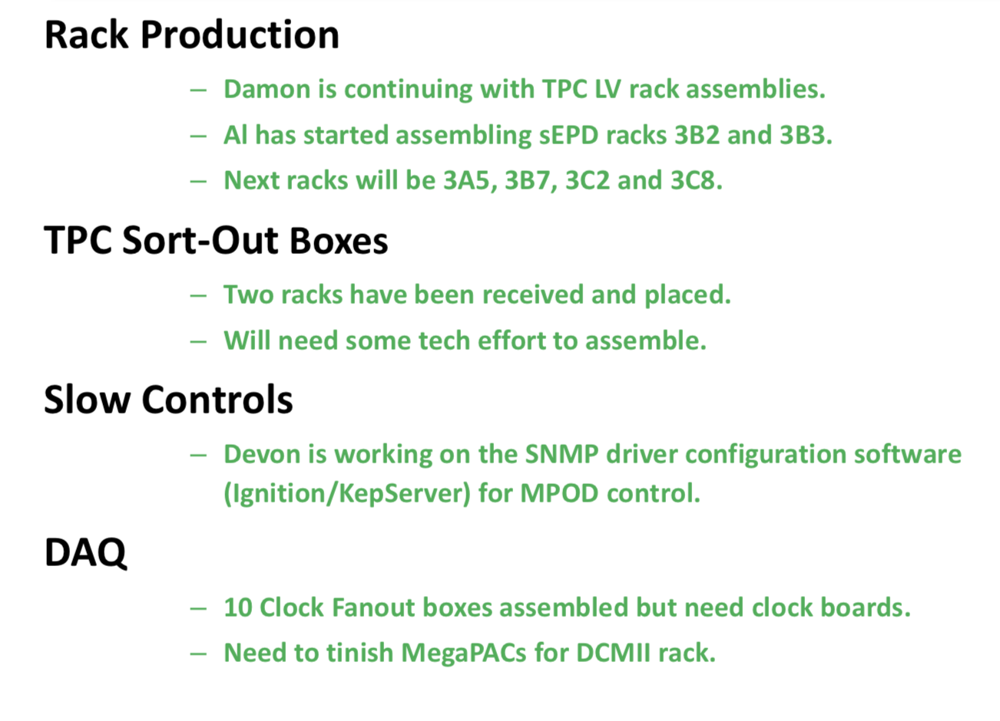 Rack Production
– Damon is continuing with TPC LV rack assemblies.
– Al has started assembling sEPD racks 3B2 and 3B3.
– Next racks will be 3A5, 3B7, 3C2 and 3C8.
TPC Sort-Out Boxes
– Two racks have been received and placed.
– Will need some tech effort to assemble.
Slow Controls
– Devon is working on the SNMP driver configuration software
(Ignition/KepServer) for MPOD control.
DAQ
– 10 Clock Fanout boxes assembled but need clock boards.
– Need to tinish MegaPACs for DCMII rack.